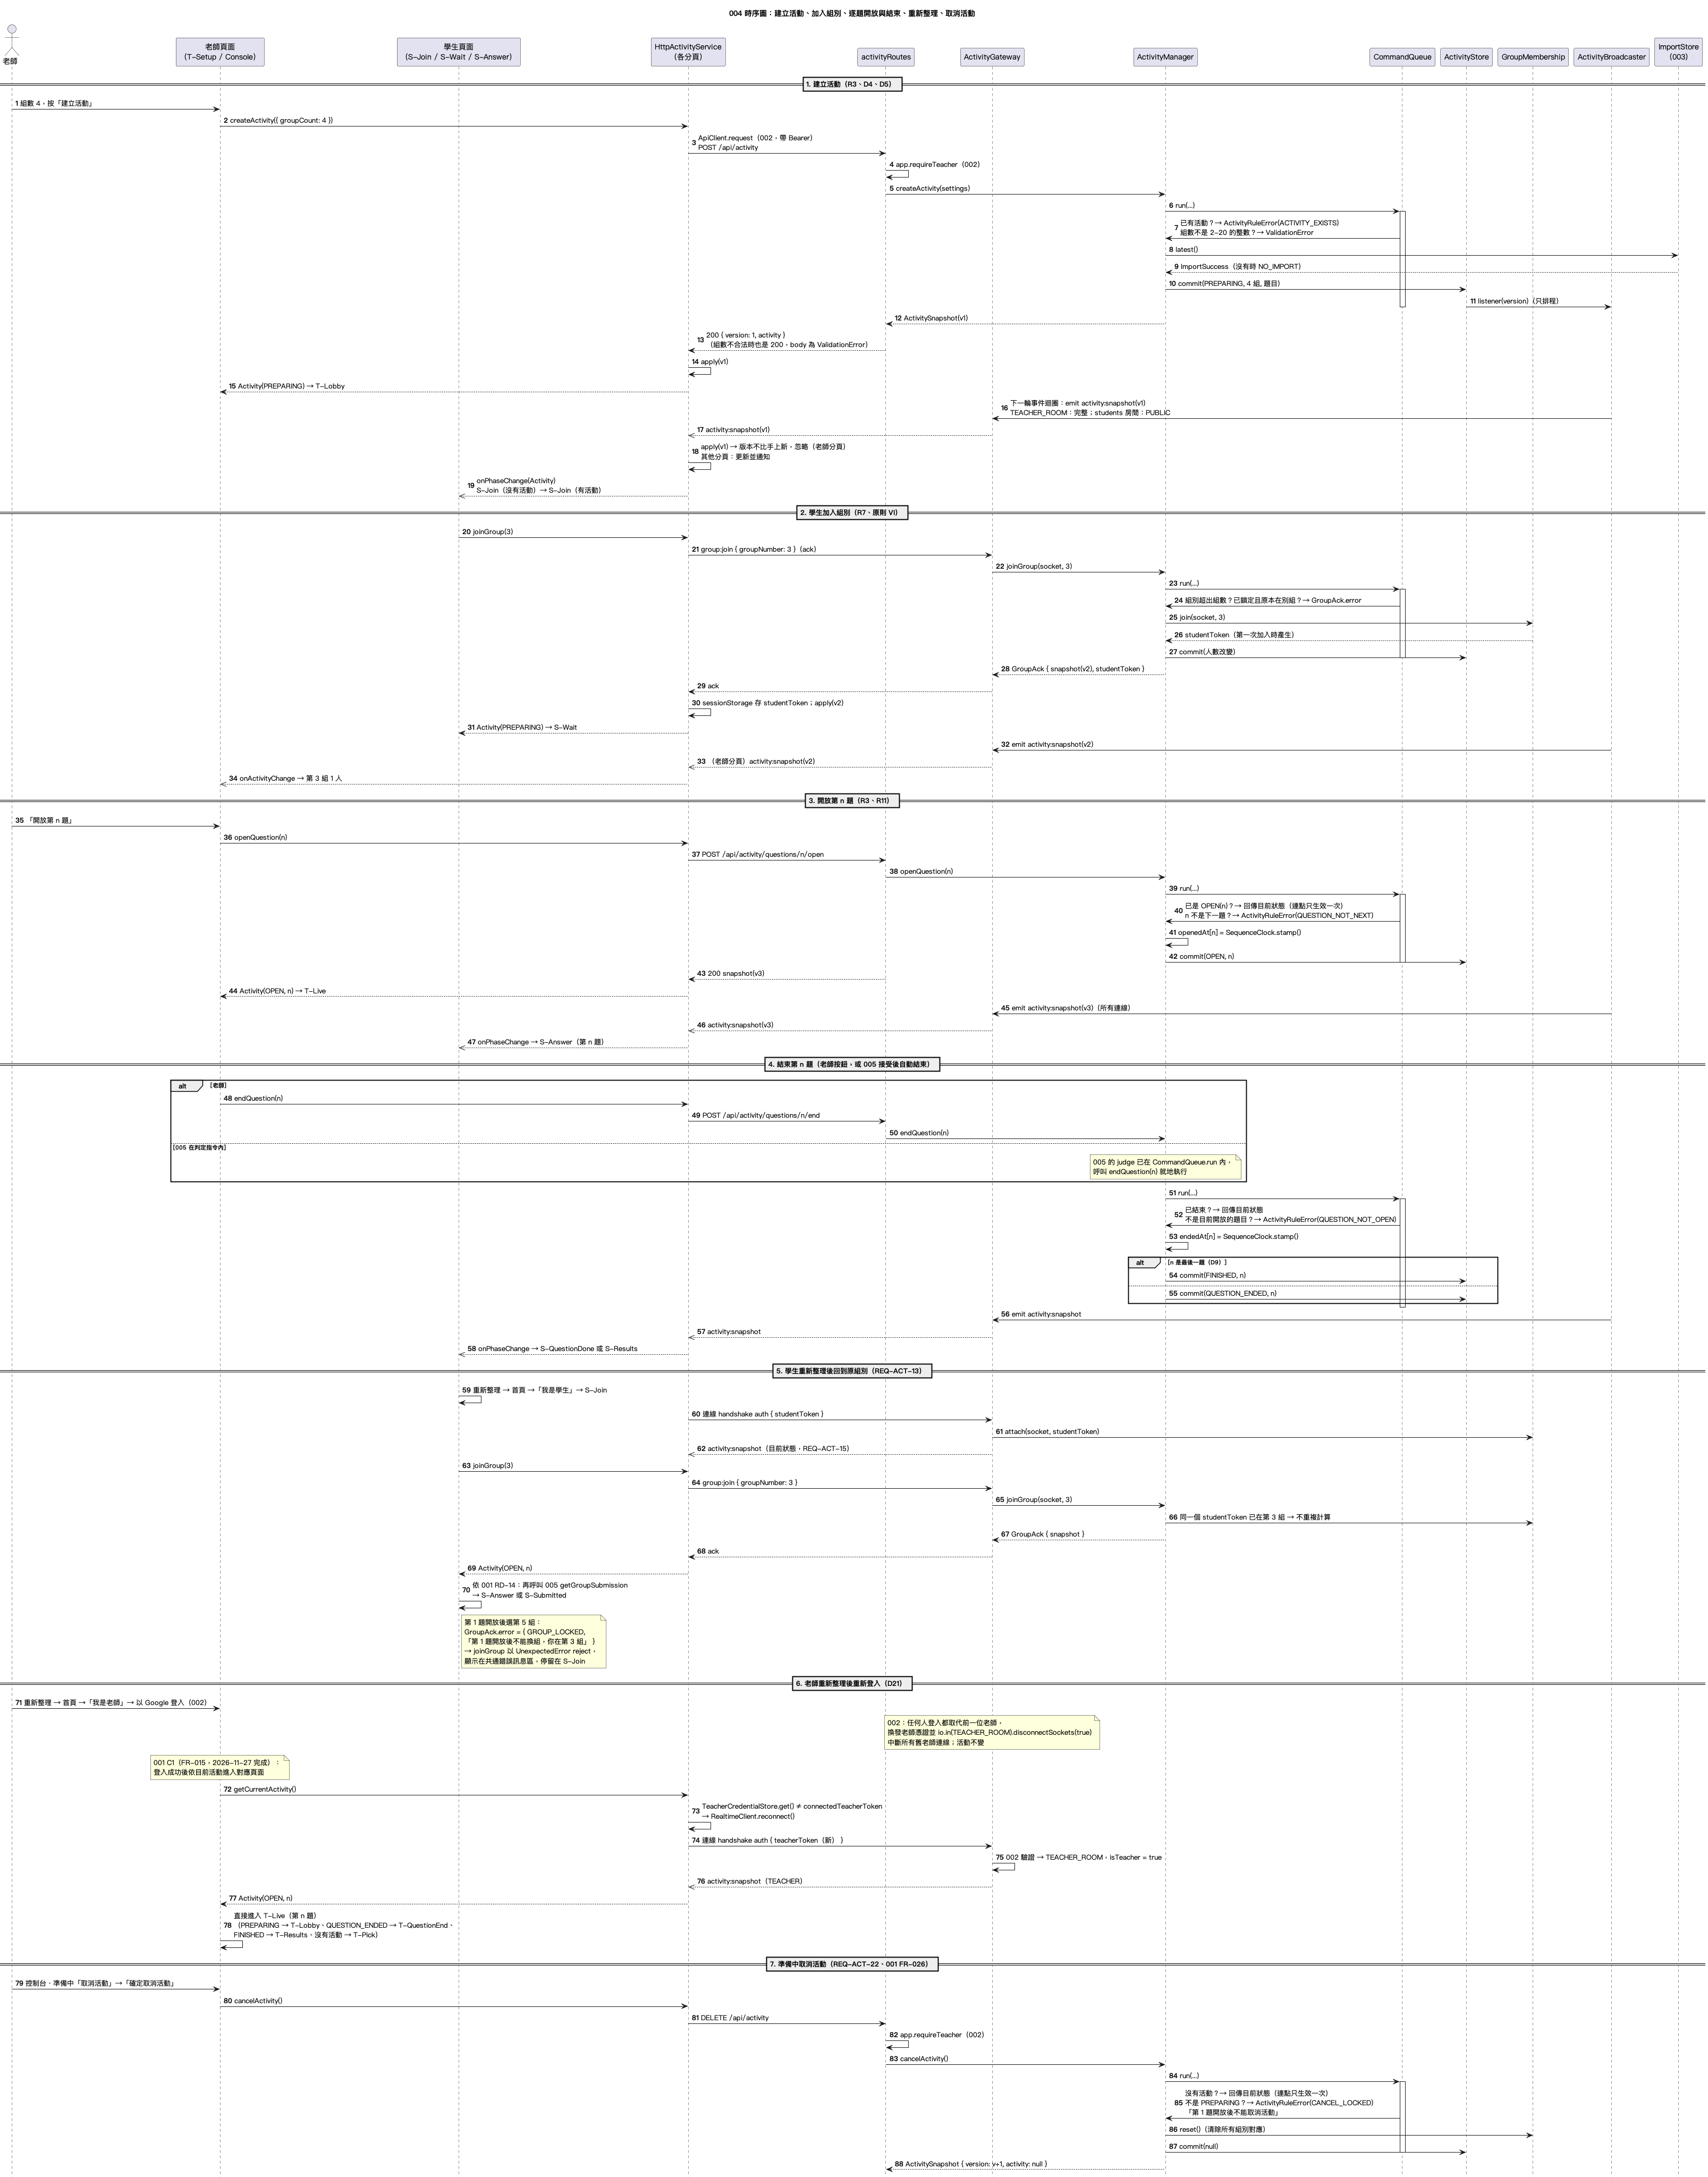 004 時序圖：建立活動、加入組別、逐題開放與結束、重新整理、取消活動
老師
老師頁面
(T-Setup / Console)
學生頁面
(S-Join / S-Wait / S-Answer)
HttpActivityService
(各分頁)
activityRoutes
ActivityGateway
ActivityManager
CommandQueue
ActivityStore
GroupMembership
ActivityBroadcaster
ImportStore
(003)
1. 建立活動（R3、D4、D5）
1 組數 4，按「建立活動」
2 createActivity({ groupCount: 4 })
3 ApiClient.request（002，帶 Bearer）
POST /api/activity
4 app.requireTeacher（002）
5 createActivity(settings)
6 run(...)
7 已有活動？→ ActivityRuleError(ACTIVITY_EXISTS)
組數不是 2–20 的整數？→ ValidationError
8 latest()
9 ImportSuccess（沒有時 NO_IMPORT）
10 commit(PREPARING, 4 組, 題目)
11 listener(version)（只排程）
12 ActivitySnapshot(v1)
13 200 { version: 1, activity }
（組數不合法時也是 200，body 為 ValidationError）
14 apply(v1)
15 Activity(PREPARING) → T-Lobby
16 下一輪事件迴圈：emit activity:snapshot(v1)
TEACHER_ROOM：完整；students 房間：PUBLIC
17 activity:snapshot(v1)
18 apply(v1) → 版本不比手上新，忽略（老師分頁）
其他分頁：更新並通知
19 onPhaseChange(Activity)
S-Join（沒有活動）→ S-Join（有活動）
2. 學生加入組別（R7、原則 VI）
20 joinGroup(3)
21 group:join { groupNumber: 3 }（ack）
22 joinGroup(socket, 3)
23 run(...)
24 組別超出組數？已鎖定且原本在別組？→ GroupAck.error
25 join(socket, 3)
26 studentToken（第一次加入時產生）
27 commit(人數改變)
28 GroupAck { snapshot(v2), studentToken }
29 ack
30 sessionStorage 存 studentToken；apply(v2)
31 Activity(PREPARING) → S-Wait
32 emit activity:snapshot(v2)
33 （老師分頁）activity:snapshot(v2)
34 onActivityChange → 第 3 組 1 人
3. 開放第 n 題（R3、R11）
35 「開放第 n 題」
36 openQuestion(n)
37 POST /api/activity/questions/n/open
38 openQuestion(n)
39 run(...)
40 已是 OPEN(n)？→ 回傳目前狀態（連點只生效一次）
n 不是下一題？→ ActivityRuleError(QUESTION_NOT_NEXT)
41 openedAt[n] = SequenceClock.stamp()
42 commit(OPEN, n)
43 200 snapshot(v3)
44 Activity(OPEN, n) → T-Live
45 emit activity:snapshot(v3)（所有連線）
46 activity:snapshot(v3)
47 onPhaseChange → S-Answer（第 n 題）
4. 結束第 n 題（老師按鈕，或 005 接受後自動結束）
alt [老師]
48 endQuestion(n)
49 POST /api/activity/questions/n/end
50 endQuestion(n)
[005 在判定指令內]
005 的 judge 已在 CommandQueue.run 內，
呼叫 endQuestion(n) 就地執行
51 run(...)
52 已結束？→ 回傳目前狀態
不是目前開放的題目？→ ActivityRuleError(QUESTION_NOT_OPEN)
53 endedAt[n] = SequenceClock.stamp()
alt [n 是最後一題（D9）]
54 commit(FINISHED, n)
55 commit(QUESTION_ENDED, n)
56 emit activity:snapshot
57 activity:snapshot
58 onPhaseChange → S-QuestionDone 或 S-Results
5. 學生重新整理後回到原組別（REQ-ACT-13）
59 重新整理 → 首頁 →「我是學生」→ S-Join
60 連線 handshake auth { studentToken }
61 attach(socket, studentToken)
62 activity:snapshot（目前狀態，REQ-ACT-15）
63 joinGroup(3)
64 group:join { groupNumber: 3 }
65 joinGroup(socket, 3)
66 同一個 studentToken 已在第 3 組 → 不重複計算
67 GroupAck { snapshot }
68 ack
69 Activity(OPEN, n)
70 依 001 RD-14：再呼叫 005 getGroupSubmission
→ S-Answer 或 S-Submitted
第 1 題開放後選第 5 組：
GroupAck.error = { GROUP_LOCKED,
「第 1 題開放後不能換組，你在第 3 組」 }
→ joinGroup 以 UnexpectedError reject，
顯示在共通錯誤訊息區，停留在 S-Join
6. 老師重新整理後重新登入（D21）
71 重新整理 → 首頁 →「我是老師」→ 以 Google 登入（002）
002：任何人登入都取代前一位老師，
換發老師憑證並 io.in(TEACHER_ROOM).disconnectSockets(true)
中斷所有舊老師連線；活動不變
001 C1（FR-015，2026-11-27 完成）：
登入成功後依目前活動進入對應頁面
72 getCurrentActivity()
73 TeacherCredentialStore.get() ≠ connectedTeacherToken
→ RealtimeClient.reconnect()
74 連線 handshake auth { teacherToken（新） }
75 002 驗證 → TEACHER_ROOM，isTeacher = true
76 activity:snapshot（TEACHER）
77 Activity(OPEN, n)
78 直接進入 T-Live（第 n 題）
（PREPARING → T-Lobby、QUESTION_ENDED → T-QuestionEnd、
FINISHED → T-Results、沒有活動 → T-Pick）
7. 準備中取消活動（REQ-ACT-22、001 FR-026）
79 控制台，準備中「取消活動」→「確定取消活動」
80 cancelActivity()
81 DELETE /api/activity
82 app.requireTeacher（002）
83 cancelActivity()
84 run(...)
85 沒有活動？→ 回傳目前狀態（連點只生效一次）
不是 PREPARING？→ ActivityRuleError(CANCEL_LOCKED)
「第 1 題開放後不能取消活動」
86 reset()（清除所有組別對應）
87 commit(null)
88 ActivitySnapshot { version: v+1, activity: null }